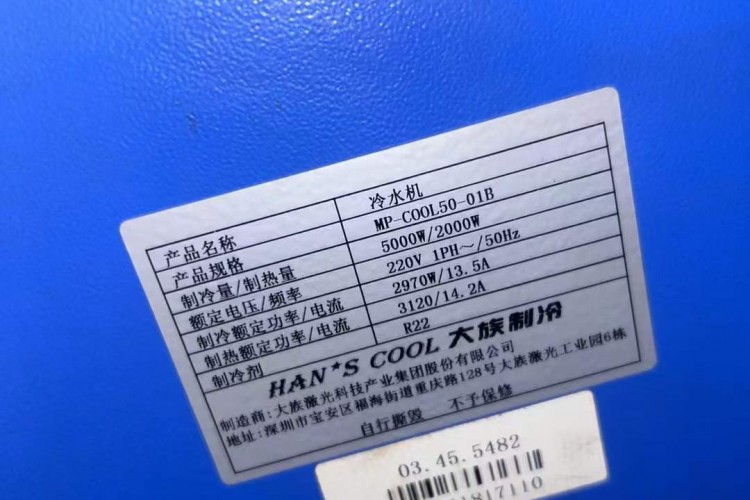 产品名称 冷水机
产品规格 MP-COOL50-01B
制冷量/制热量 5000W/2000W
额定电压/频率 220V 1PH～/50Hz
制冷额定功率/电流 2970W/13.5A
制热额定功率/电流 3120/14.2A
制冷剂 R22
HAN*S COOL 大族制冷
制造商:大族激光科技产业集团股份有限公司
地址:深圳市宝安区福海街道重庆路128号大族激光工业园6栋
自行撕毁 不予保修
03.45.5482
1817110